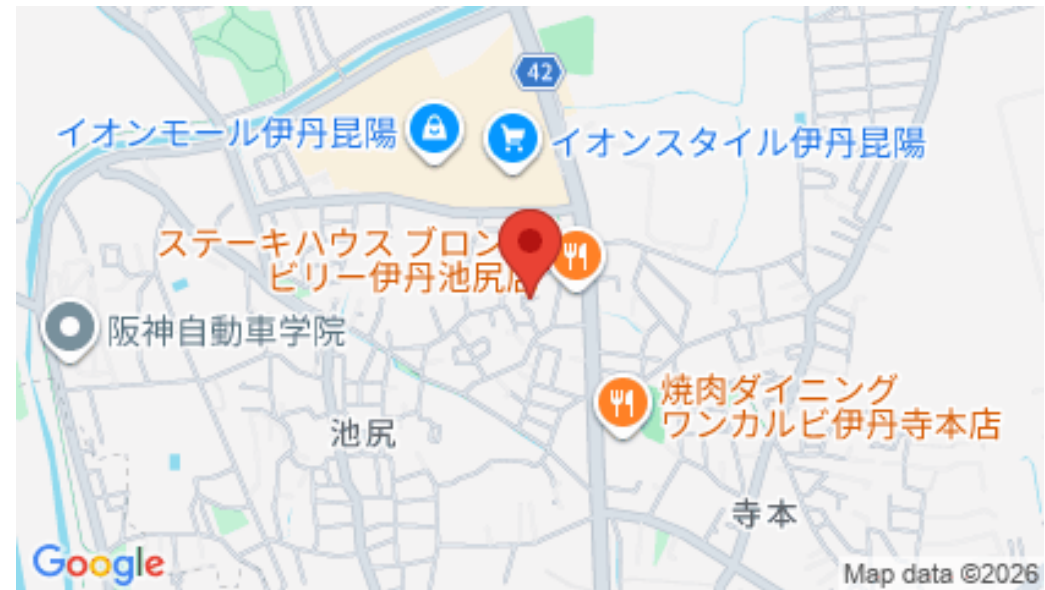 42
イオンモール伊丹昆陽
イオンスタイル伊丹昆陽
ステーキハウス ブロン
ビリー伊丹池尻店
阪神自動車学院
焼肉ダイニング
ワンカルビ伊丹寺本店
池尻
寺本
Google
Map data ©2026